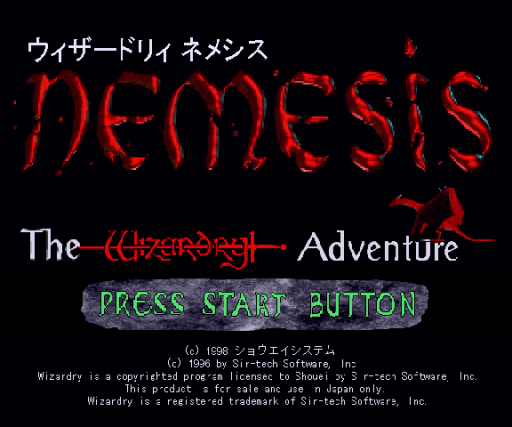 ウィザードリィ ネメシス
NEMESIS
The Wizardry Adventure
PRESS START BUTTON
(c) 1998 ショウエイシステム
(c) 1996 by Sir-tech Software, Inc
Wizardry is a copyrighted program licensed to Shouei by Sir-tech Software, Inc.
This product is for sale and use in Japan only.
Wizardry is a registered trademark of Sir-tech Software, Inc.